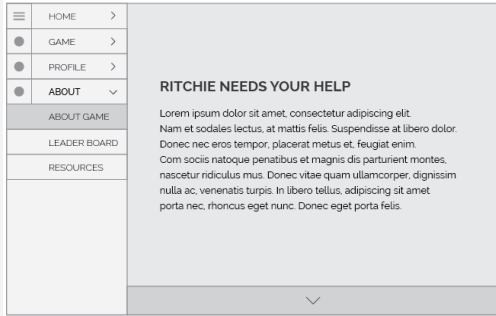 HOME
GAME
PROFILE
ABOUT
ABOUT GAME
LEADER BOARD
RESOURCES
RITCHIE NEEDS YOUR HELP
Lorem ipsum dolor sit amet, consectetur adipiscing elit.
Nam et sodales lectus, at mattis felis. Suspendisse at libero dolor.
Donec nec eros tempor, placerat metus et, feugiat enim.
Com sociis natoque penatibus et magnis dis parturient montes,
nascetur ridiculus mus. Donec vitae quam ullamcorper, dignissim
nulla ac, venenatis turpis. In libero tellus, adipiscing sit amet
porta nec, rhoncus eget nunc. Donec eget porta felis.